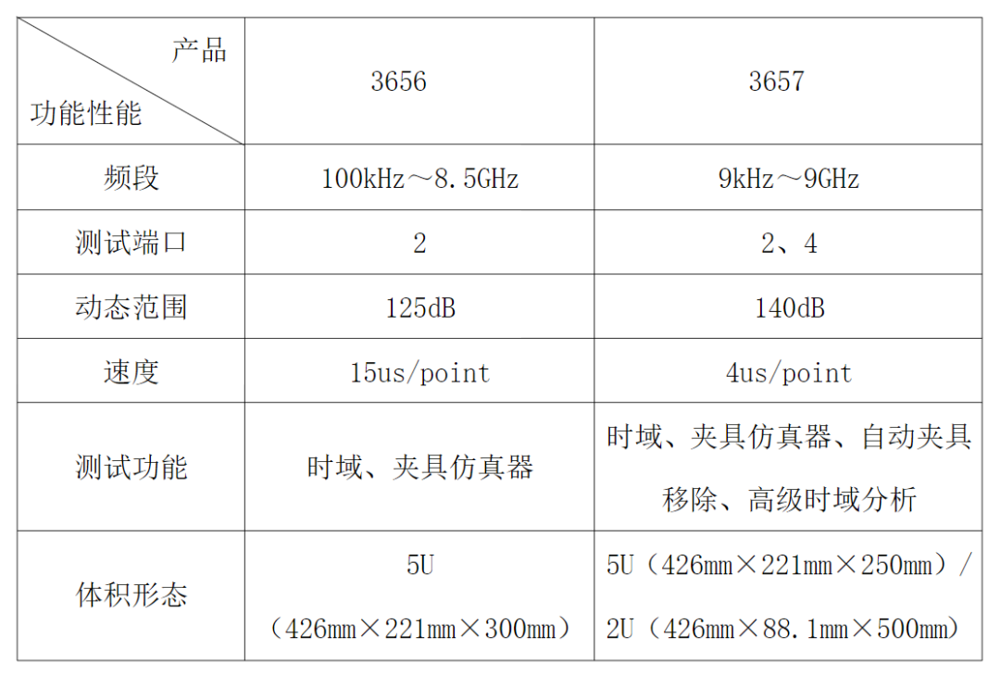 产品
功能性能
3656
3657
频段
100kHz～8.5GHz
9kHz～9GHz
测试端口
2
2、4
动态范围
125dB
140dB
速度
15us/point
4us/point
测试功能
时域、夹具仿真器
时域、夹具仿真器、自动夹具
移除、高级时域分析
体积形态
5U
（426mm×221mm×300mm）
5U（426mm×221mm×250mm）/
2U（426mm×88.1mm×500mm）